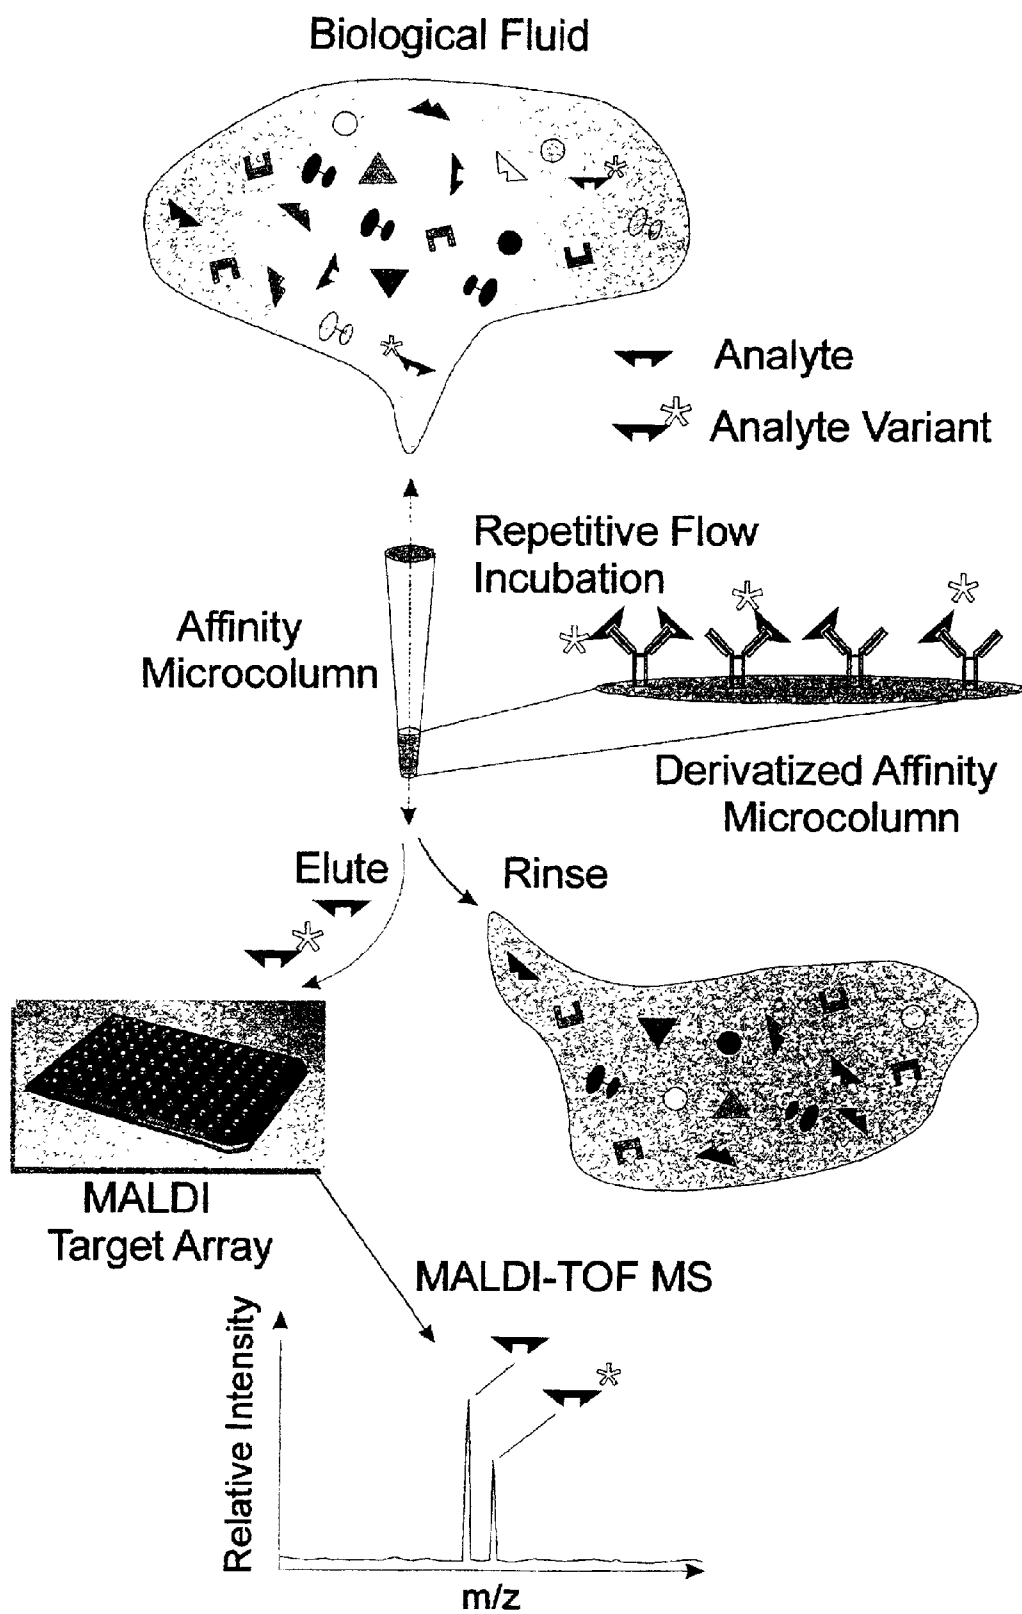 Biological Fluid
Analyte
Analyte Variant
Repetitive Flow
Incubation
Affinity
Microcolumn
Derivatized Affinity
Microcolumn
Elute
Rinse
MALDI
Target Array
MALDI-TOF MS
Relative Intensity
m/z